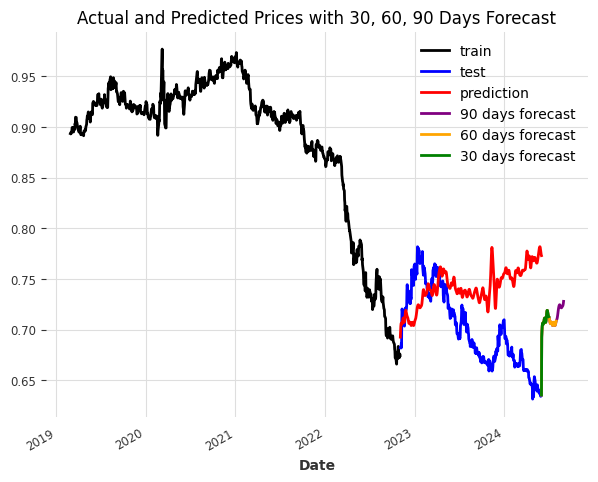 Actual and Predicted Prices with 30, 60, 90 Days Forecast
train
test
prediction
90 days forecast
60 days forecast
30 days forecast
0.95
0.90
0.85
0.80
0.75
0.70
0.65
2019
2020
2021
2022
2023
2024
Date